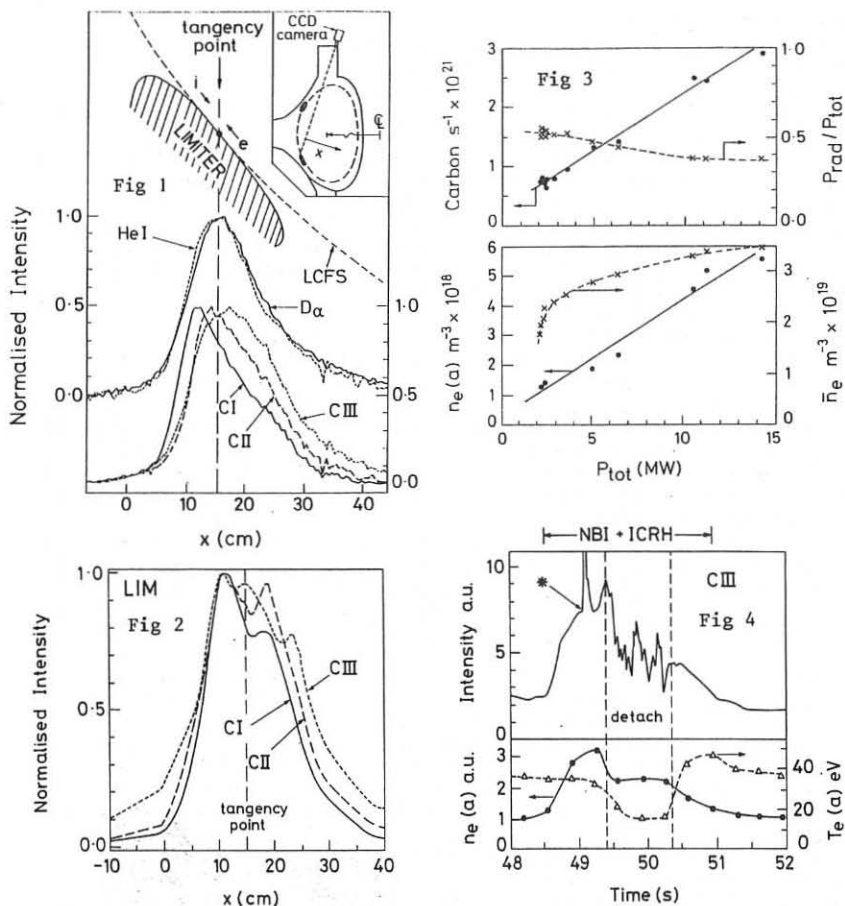 tangency
point
CCD
camera
℄
x
i
e
LIMITER
Fig 1
HeI
LCFS
Dα
CI
CII
CIII
Normalised Intensity
1·0
0·5
0·0
1·0
0·5
0·0
0
10
20
30
40
x (cm)
Fig 3
Carbon s⁻¹ × 10²¹
3
2
1
0
1·0
0·5
0·0
Prad/Ptot
nₑ(a) m⁻³ × 10¹⁸
6
5
4
3
2
1
3
2
1
0
n̄ₑ m⁻³ × 10¹⁹
0
5
10
15
Ptot (MW)
LIM
Fig 2
Normalised Intensity
1·0
0·5
0·0
CIII
CI
CII
tangency
point
-10
0
10
20
30
40
x (cm)
NBI + ICRH
CIII
Fig 4
*
Intensity a.u.
10
5
0
detach
nₑ(a) a.u.
3
2
1
40
20
0
Tₑ(a) eV
48
49
50
51
52
Time (s)